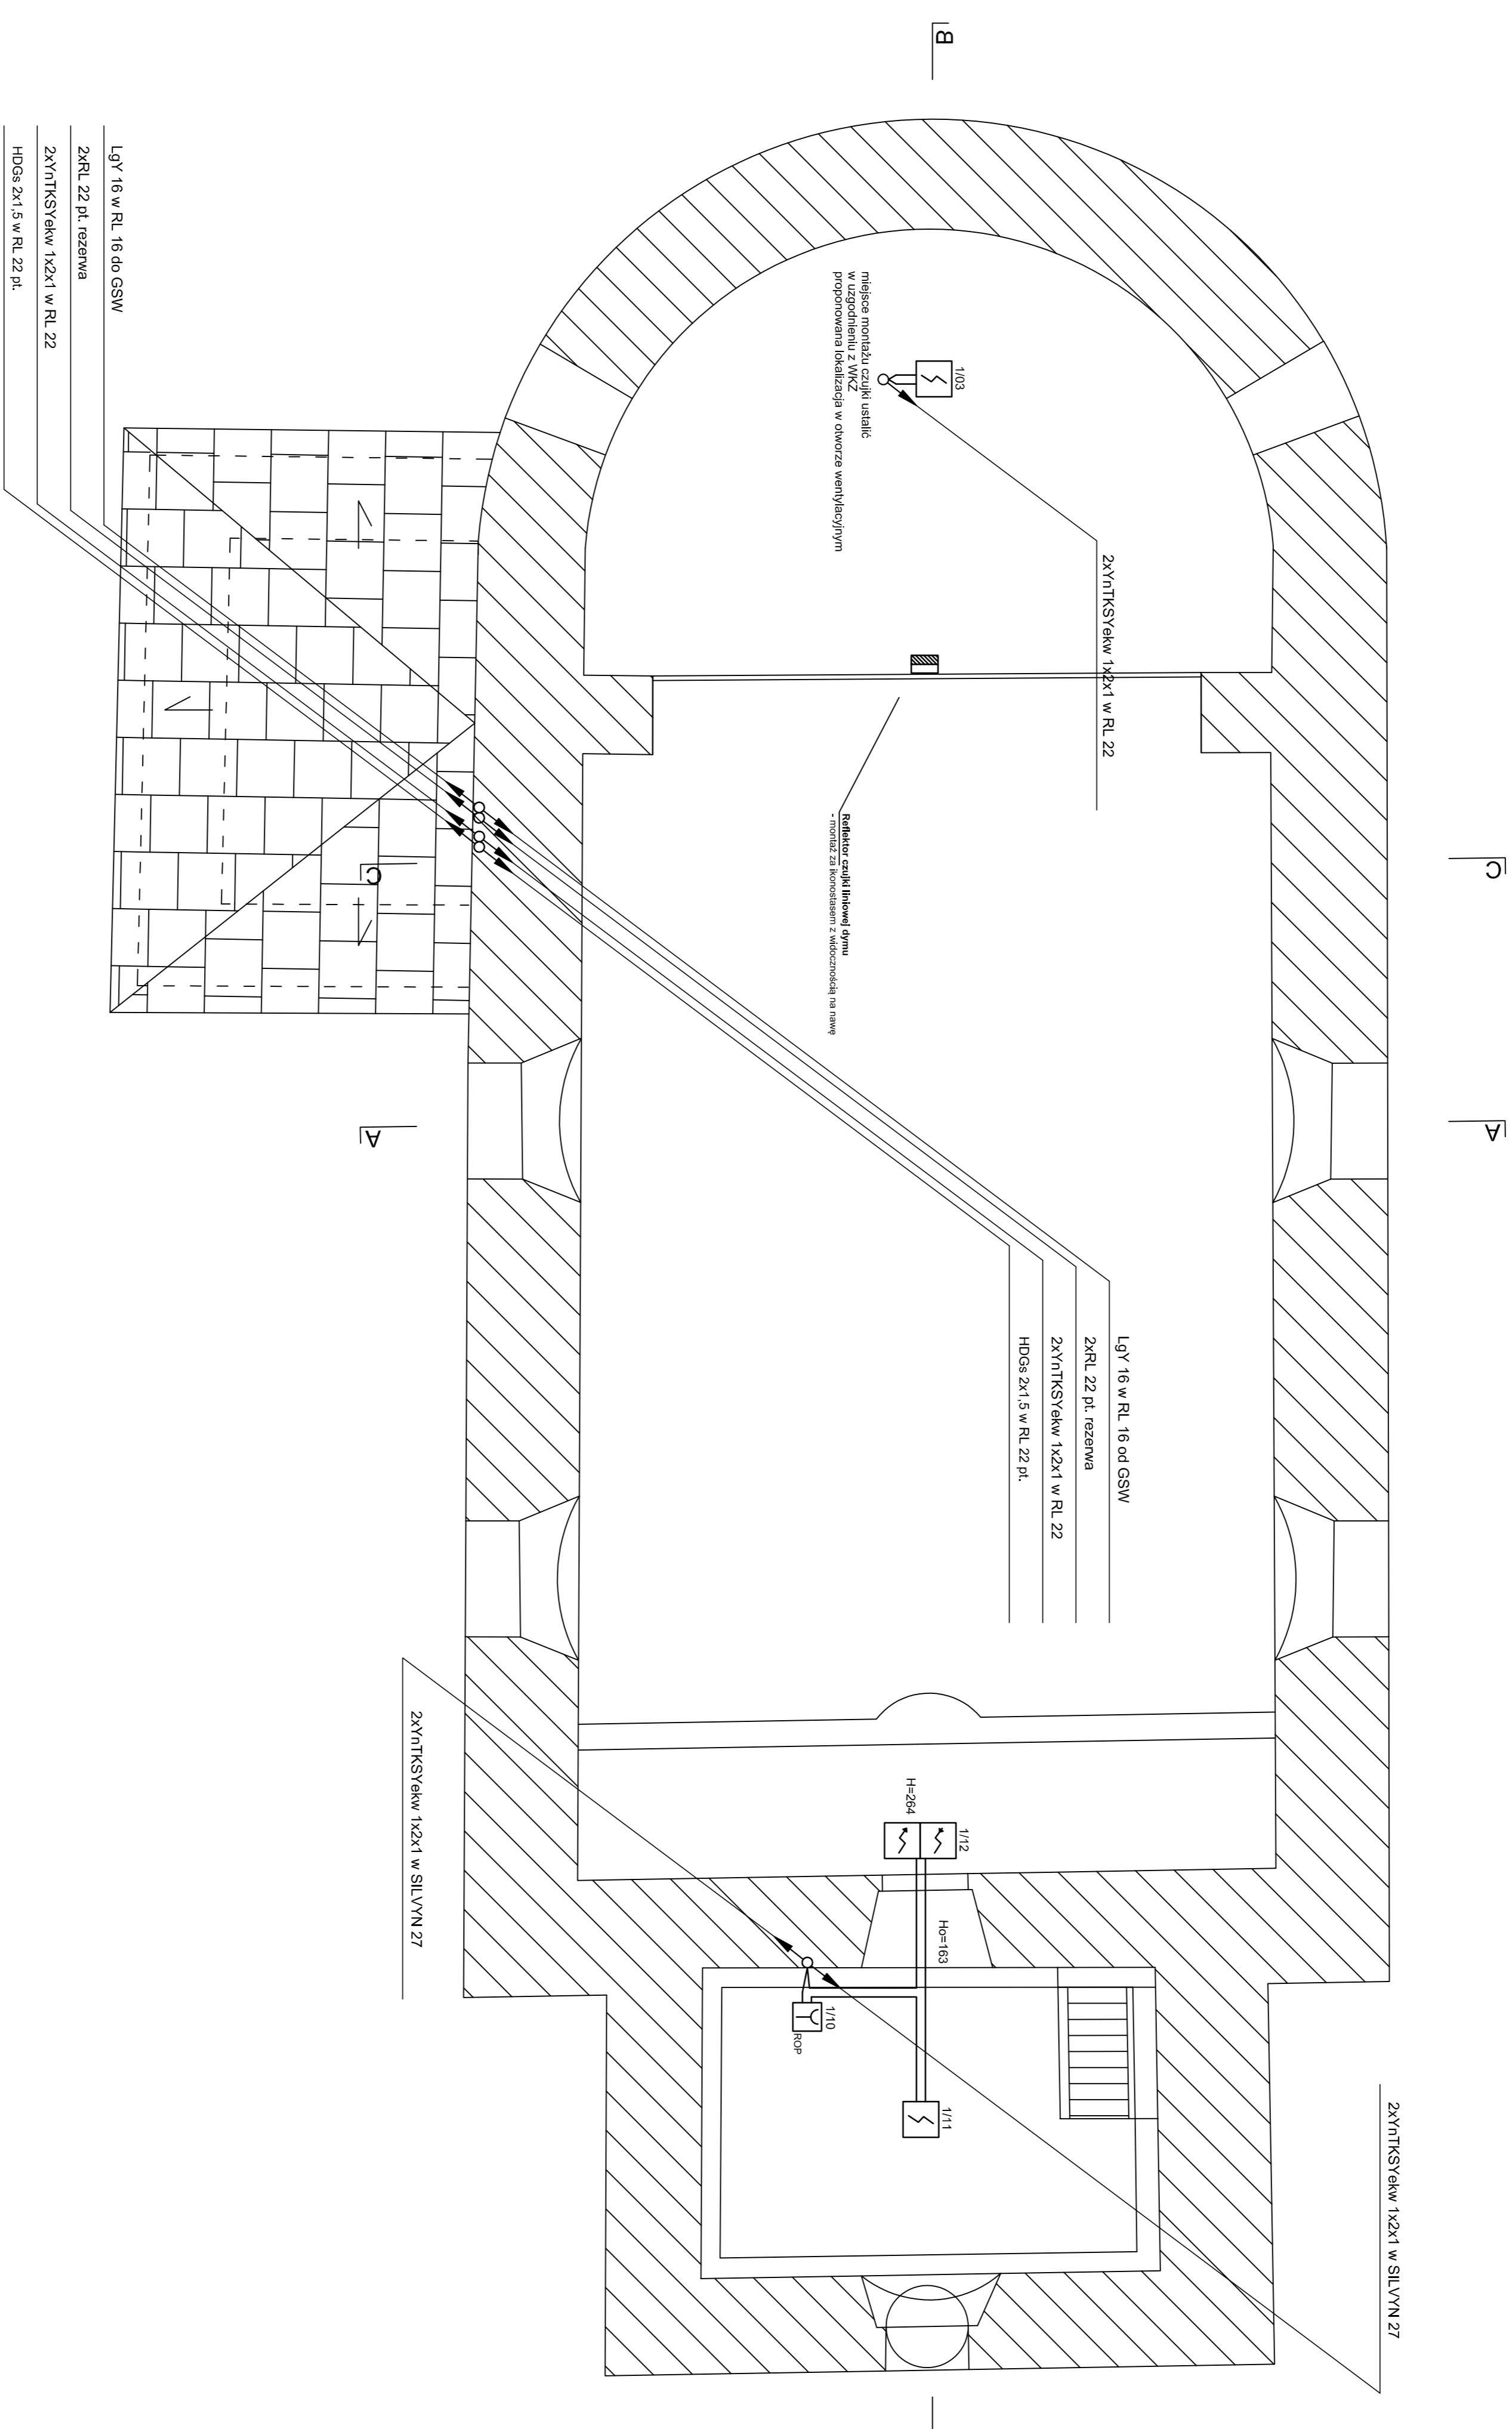 B
C
A
1/03
miejsce montażu czujki ustalić
w uzgodnieniu z WKZ
proponowana lokalizacja w otworze wentylacyjnym
2xYnTKSYekw 1x2x1 w RL 22
LgY 16 w RL 16 do GSW
2xRL 22 pt. rezerwa
2xYnTKSYekw 1x2x1 w RL 22
HDGs 2x1,5 w RL 22 pt.
Reflektor czujki liniowej dymu
- montaż za ikonostasem z widocznością na nawę
C
A
LgY 16 w RL 16 od GSW
2xRL 22 pt. rezerwa
2xYnTKSYekw 1x2x1 w RL 22
HDGs 2x1,5 w RL 22 pt.
2xYnTKSYekw 1x2x1 w SILVYN 27
1/12
H=264
Ho=163
1/10
ROP
1/11
2xYnTKSYekw 1x2x1 w SILVYN 27